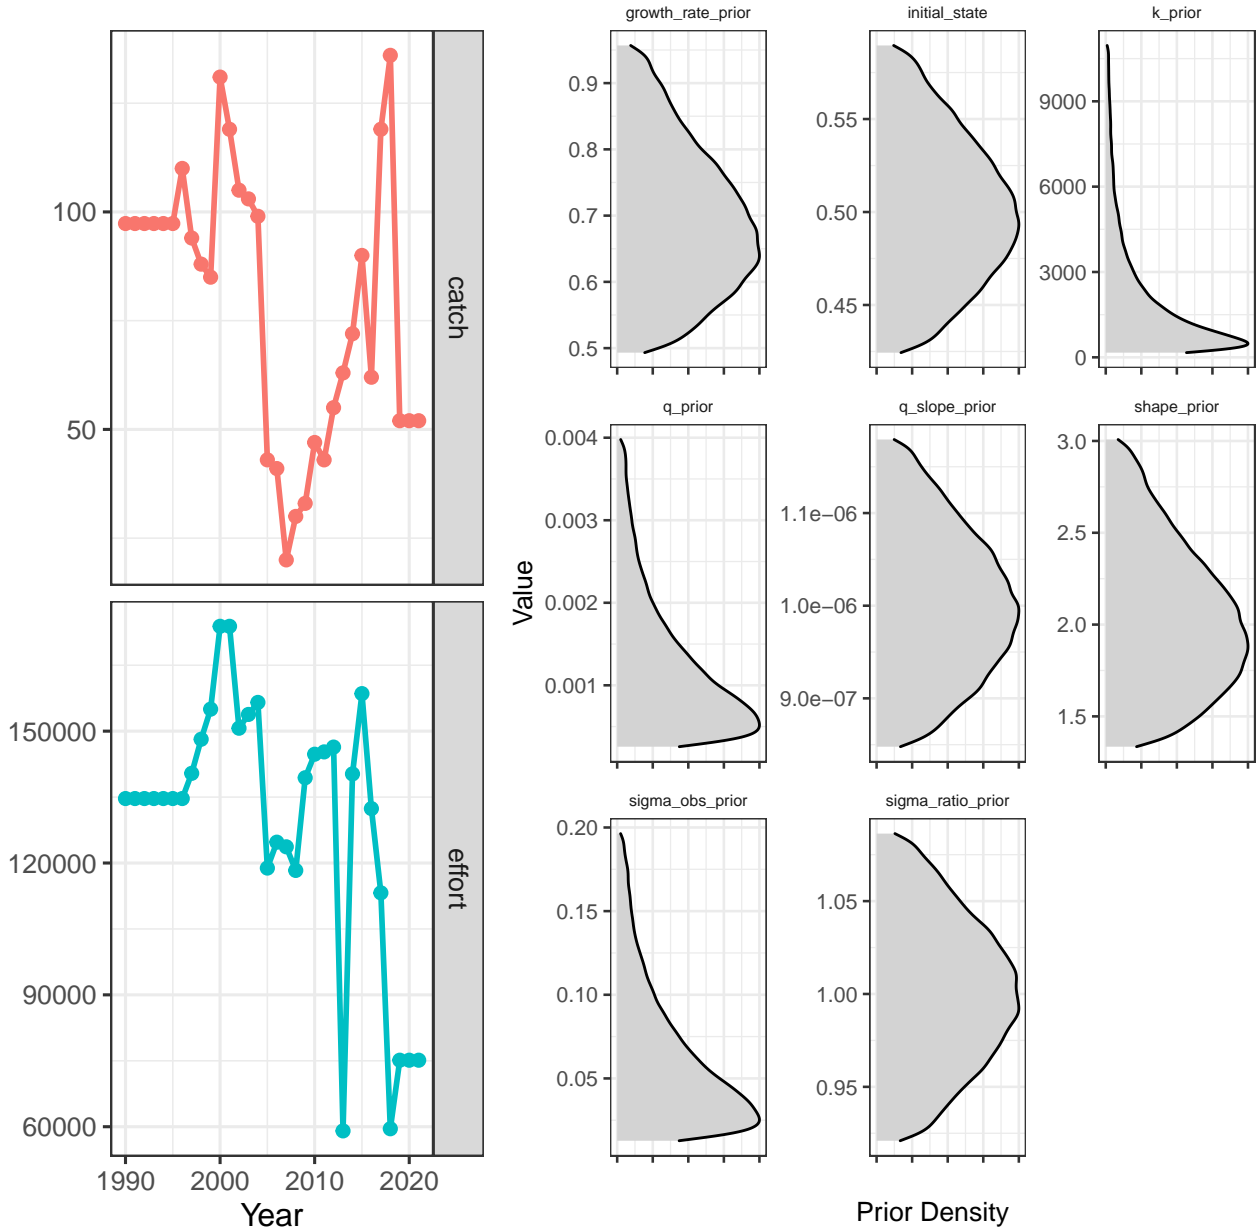 growth_rate_prior
initial_state
k_prior
0.9
0.8
0.7
0.6
0.5
0.55
0.50
0.45
9000
6000
3000
0
100
50
catch
q_prior
q_slope_prior
shape_prior
0.004
0.003
0.002
0.001
Value
1.1e−06
1.0e−06
9.0e−07
3.0
2.5
2.0
1.5
150000
120000
90000
60000
effort
sigma_obs_prior
sigma_ratio_prior
0.20
0.15
0.10
0.05
1.05
1.00
0.95
1990
2000
2010
2020
Year
Prior Density